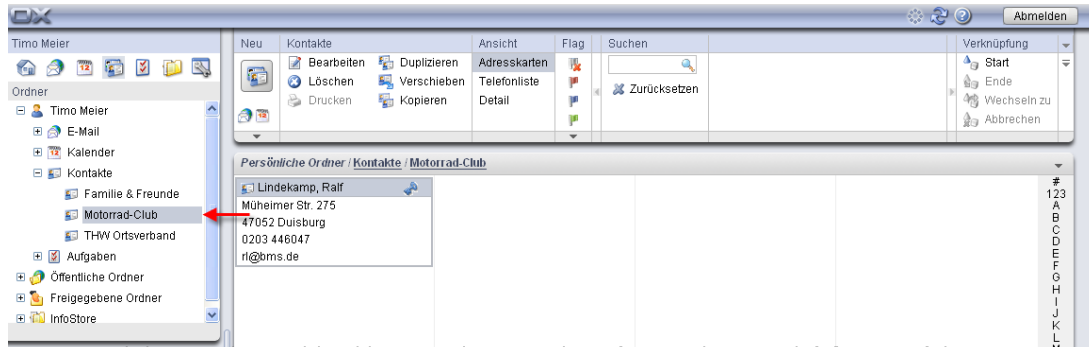 OX
Abmelden
Timo Meier
Ordner
Timo Meier
E-Mail
Kalender
Kontakte
Familie & Freunde
Motorrad-Club
THW Ortsverband
Aufgaben
Öffentliche Ordner
Freigegebene Ordner
InfoStore
Neu
Kontakte
Bearbeiten
Duplizieren
Löschen
Verschieben
Drucken
Kopieren
Ansicht
Adresskarten
Telefonliste
Detail
Flag
Suchen
Zurücksetzen
Verknüpfung
Start
Ende
Wechseln zu
Abbrechen
Persönliche Ordner / Kontakte / Motorrad-Club
Lindekamp, Ralf
Müheimer Str. 275
47052 Duisburg
0203 446047
rl@bms.de
#
123
A
B
C
D
E
F
G
H
I
J
K
L